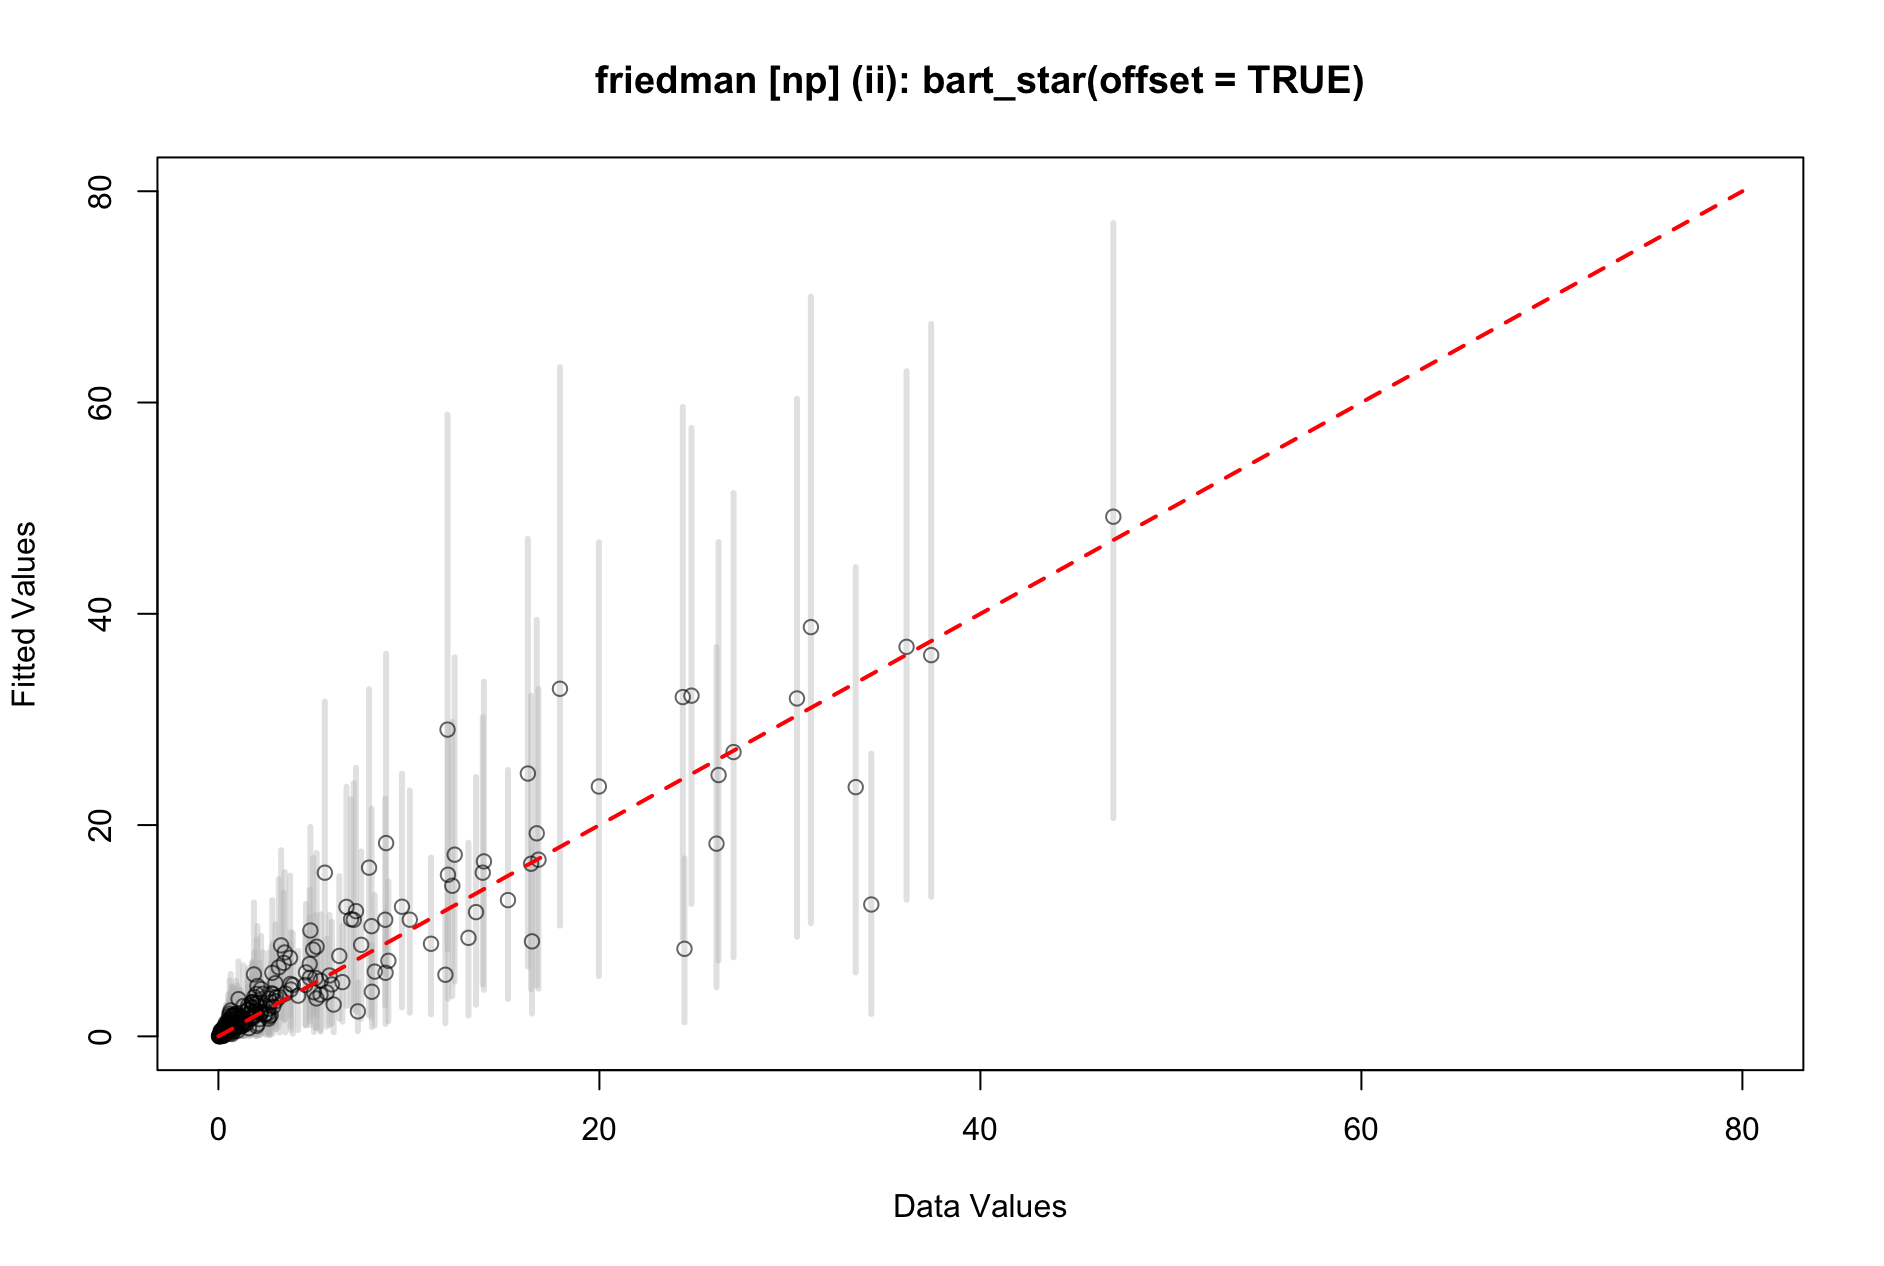 friedman [np] (ii): bart_star(offset = TRUE)
Fitted Values
80
60
40
20
0
0 20 40 60 80
Data Values